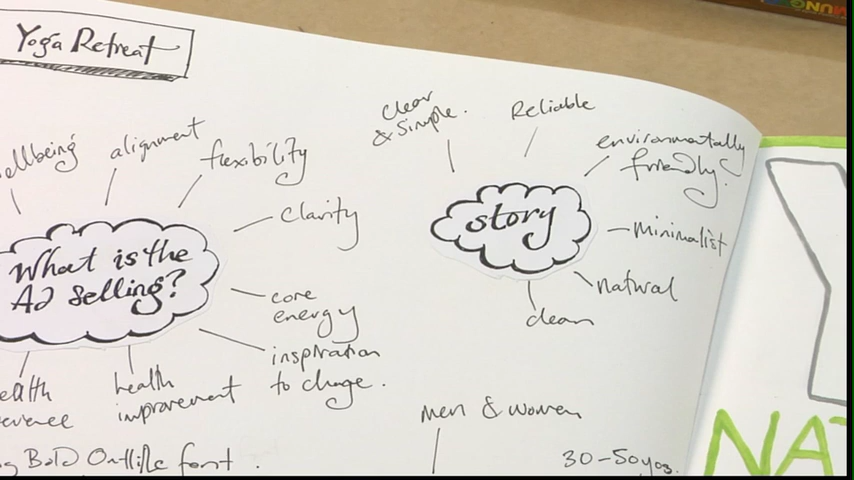 Yoga Retreat
clear
& simple.
Reliable
alignment
flexibility
environmentally
friendly.
clarity
story
minimalist
What is the
AD selling?
natural
core
energy
clean
inspiration
to change.
health
improvement
men & women
Bold Outline font.
30-50yos.
NAT